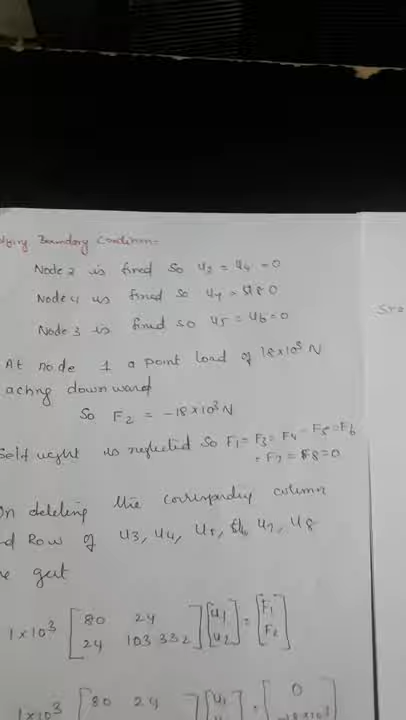 plying Boundary Condition:-
Node 2 is fixed so u3 = u4 = 0
Node 4 is fixed so u7 = u8 = 0
Node 3 is fixed so u5 = u6 = 0
At node 1 a point load of 18×10³ N
acting downward
So F2 = -18×10³ N
Self weight is neglected so F1 = F3 = F4 = F5 = F6
= F7 = F8 = 0
On deleting the corresponding column
nd Row of u3, u4, u5, u6, u7, u8
we get
1×10³ [80 24] [u1] = [F1]
[24 103.332] [u2] [F2]
1×10³ [80 24] [u1] = [0]